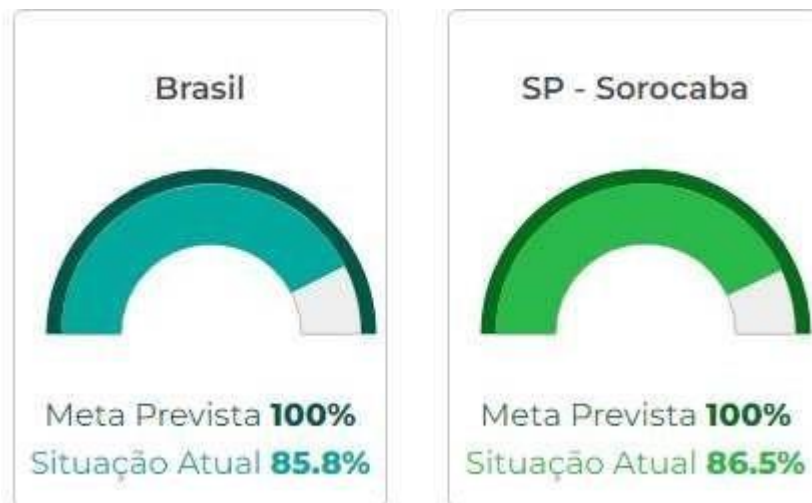 Brasil
Meta Prevista 100%
Situação Atual 85.8%
SP - Sorocaba
Meta Prevista 100%
Situação Atual 86.5%